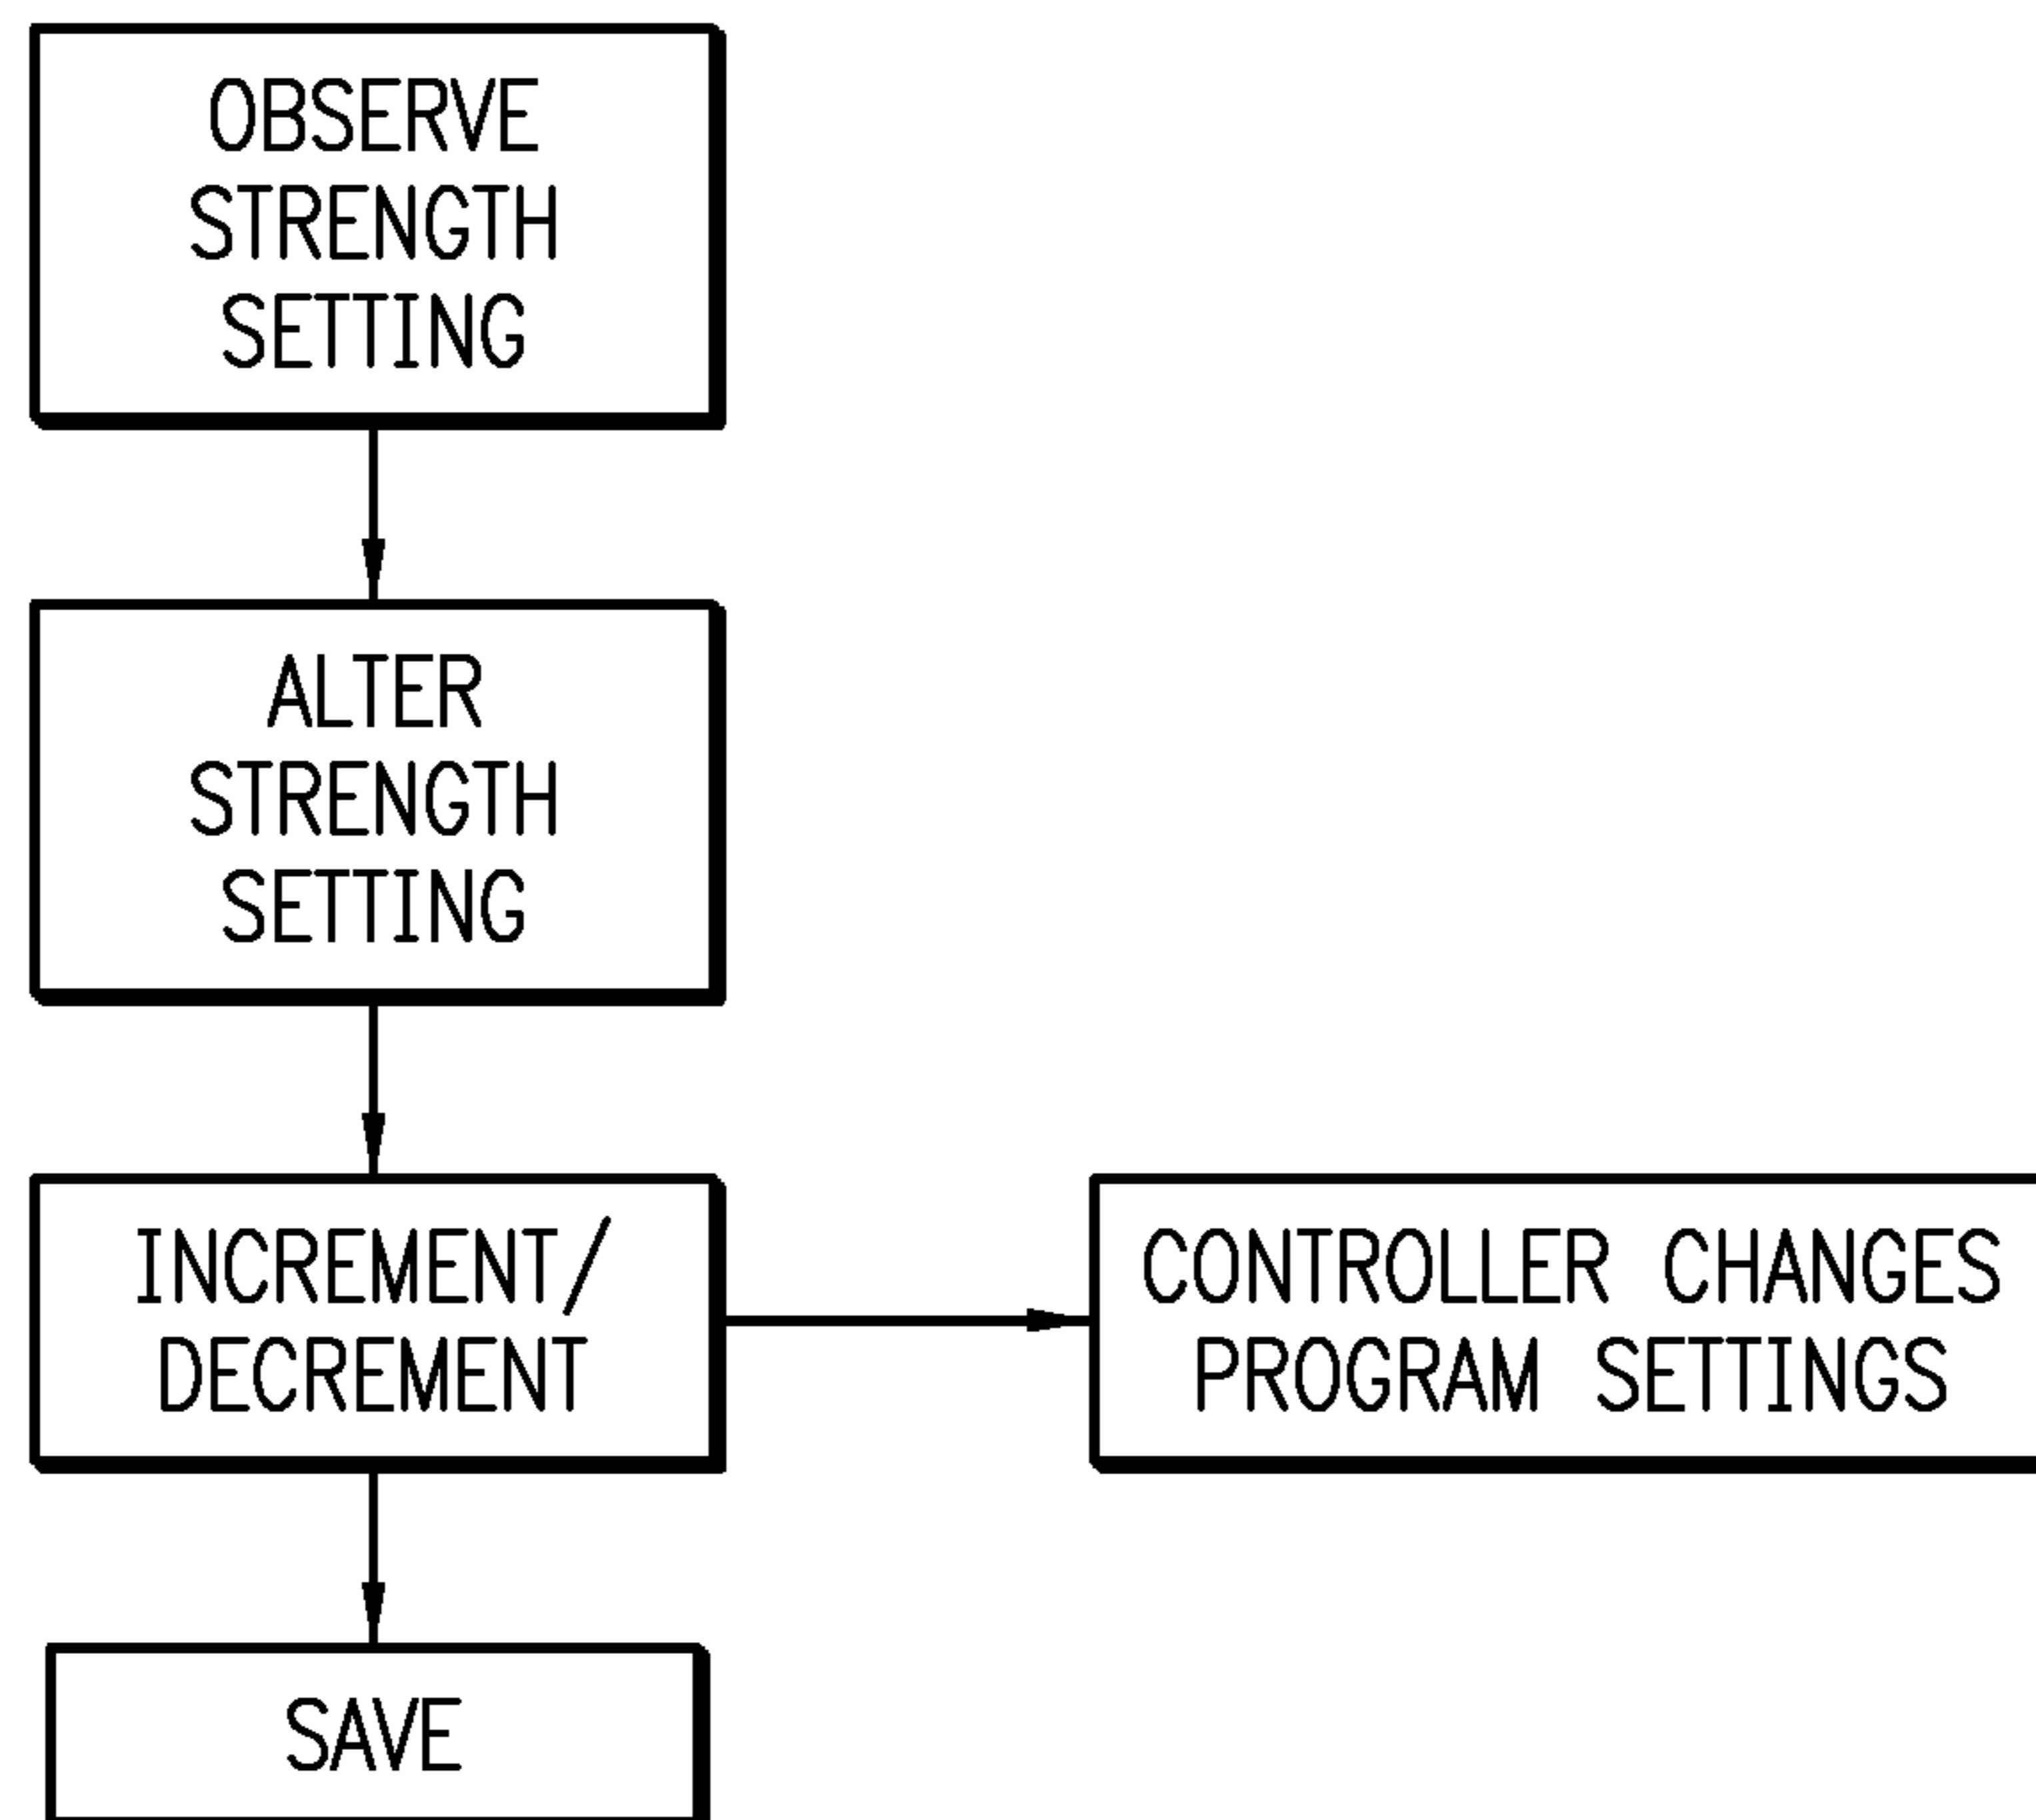 OBSERVE
STRENGTH
SETTING
ALTER
STRENGTH
SETTING
INCREMENT/
DECREMENT
CONTROLLER CHANGES
PROGRAM SETTINGS
SAVE